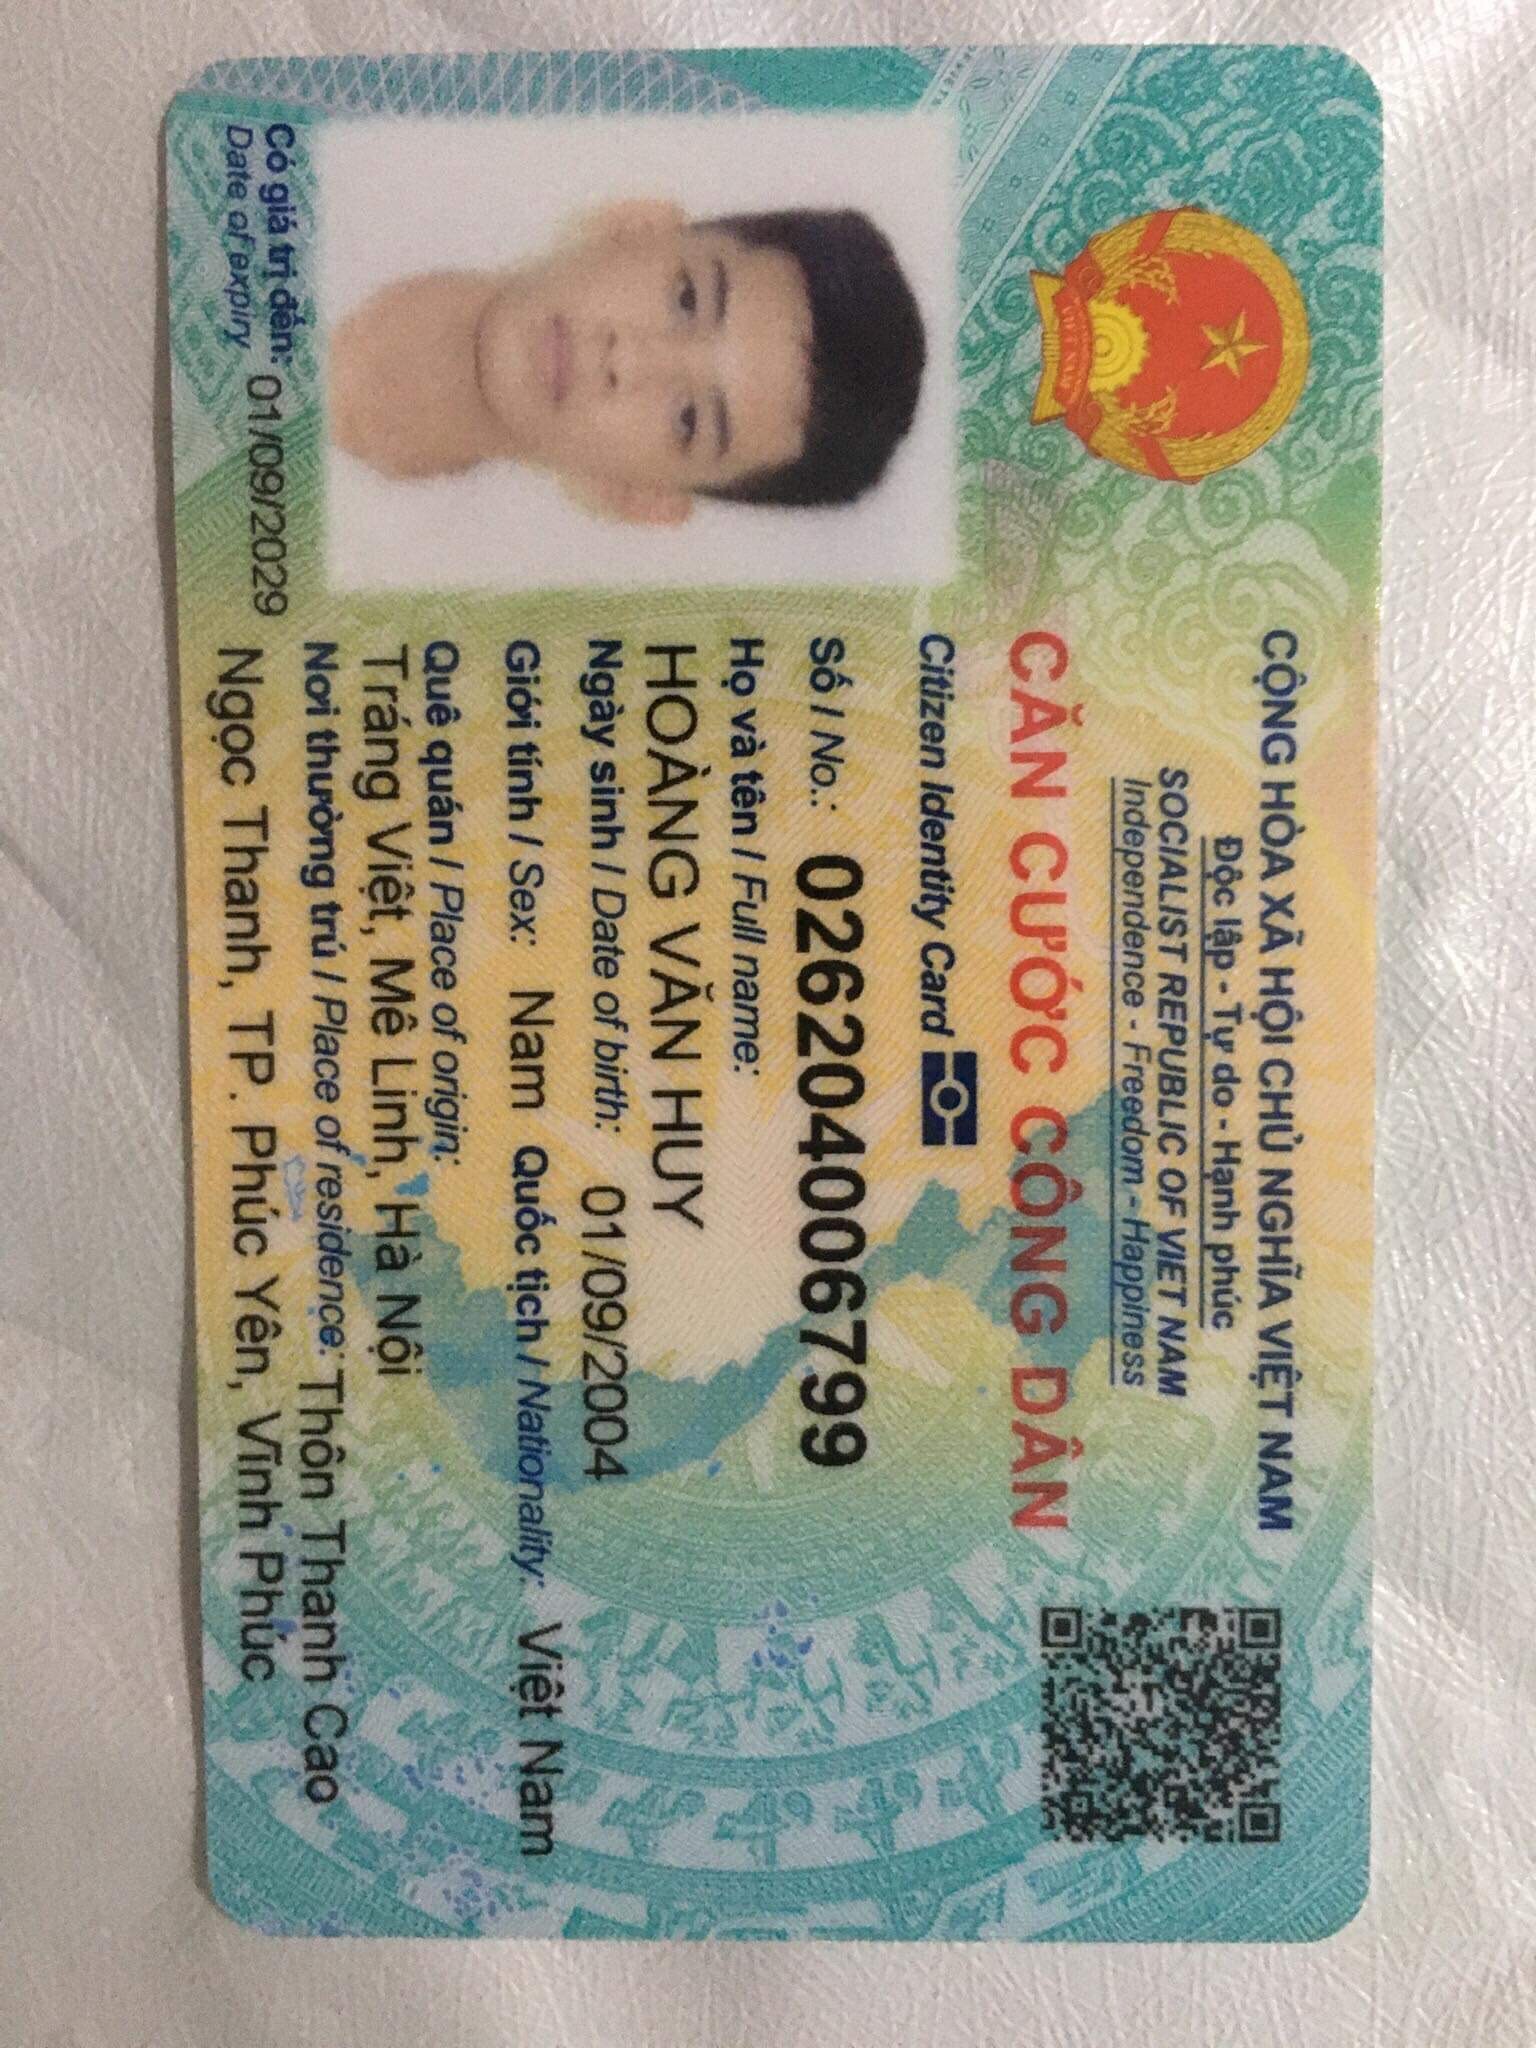 CỘNG HÒA XÃ HỘI CHỦ NGHĨA VIỆT NAM
Độc lập - Tự do - Hạnh phúc
SOCIALIST REPUBLIC OF VIET NAM
Independence - Freedom - Happiness
CĂN CƯỚC CÔNG DÂN
Citizen Identity Card
Số / No.: 026204006799
Họ và tên / Full name:
HOÀNG VĂN HUY
Ngày sinh / Date of birth: 01/09/2004
Giới tính / Sex: Nam Quốc tịch / Nationality: Việt Nam
Quê quán / Place of origin:
Tráng Việt, Mê Linh, Hà Nội
Nơi thường trú / Place of residence: Thôn Thanh Cao
Ngọc Thanh, TP. Phúc Yên, Vĩnh Phúc
Có giá trị đến: 01/09/2029
Date of expiry
VIỆT NAM